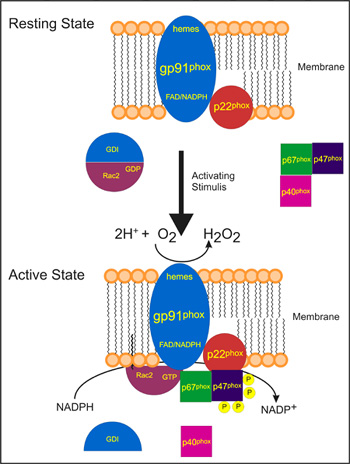 Resting State
hemes
gp91phox
Membrane
FAD/NADPH
p22phox
GDI
GDP
Rac2
p67phox p47phox
p40phox
Activating
Stimulis
2H+ + O2 H2O2
Active State
hemes
gp91phox
Membrane
FAD/NADPH
p22phox
Rac2 GTP
p67phox p47phox
P
P
P P
NADPH
NADP+
GDI
p40phox